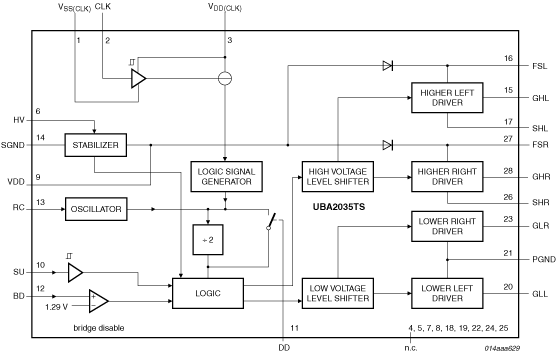 VSS(CLK) CLK VDD(CLK)
1 2 3
16 FSL
HIGHER LEFT DRIVER
15 GHL
6 HV
17 SHL
14 SGND
STABILIZER
27 FSR
LOGIC SIGNAL GENERATOR
HIGH VOLTAGE LEVEL SHIFTER
HIGHER RIGHT DRIVER
28 GHR
9 VDD
26 SHR
13 RC
OSCILLATOR
UBA2035TS
÷ 2
LOWER RIGHT DRIVER
23 GLR
21 PGND
10 SU
12 BD
LOGIC
LOW VOLTAGE LEVEL SHIFTER
LOWER LEFT DRIVER
20 GLL
+
−
1.29 V
bridge disable
11
4, 5, 7, 8, 18, 19, 22, 24, 25
DD
n.c.
014aaa629